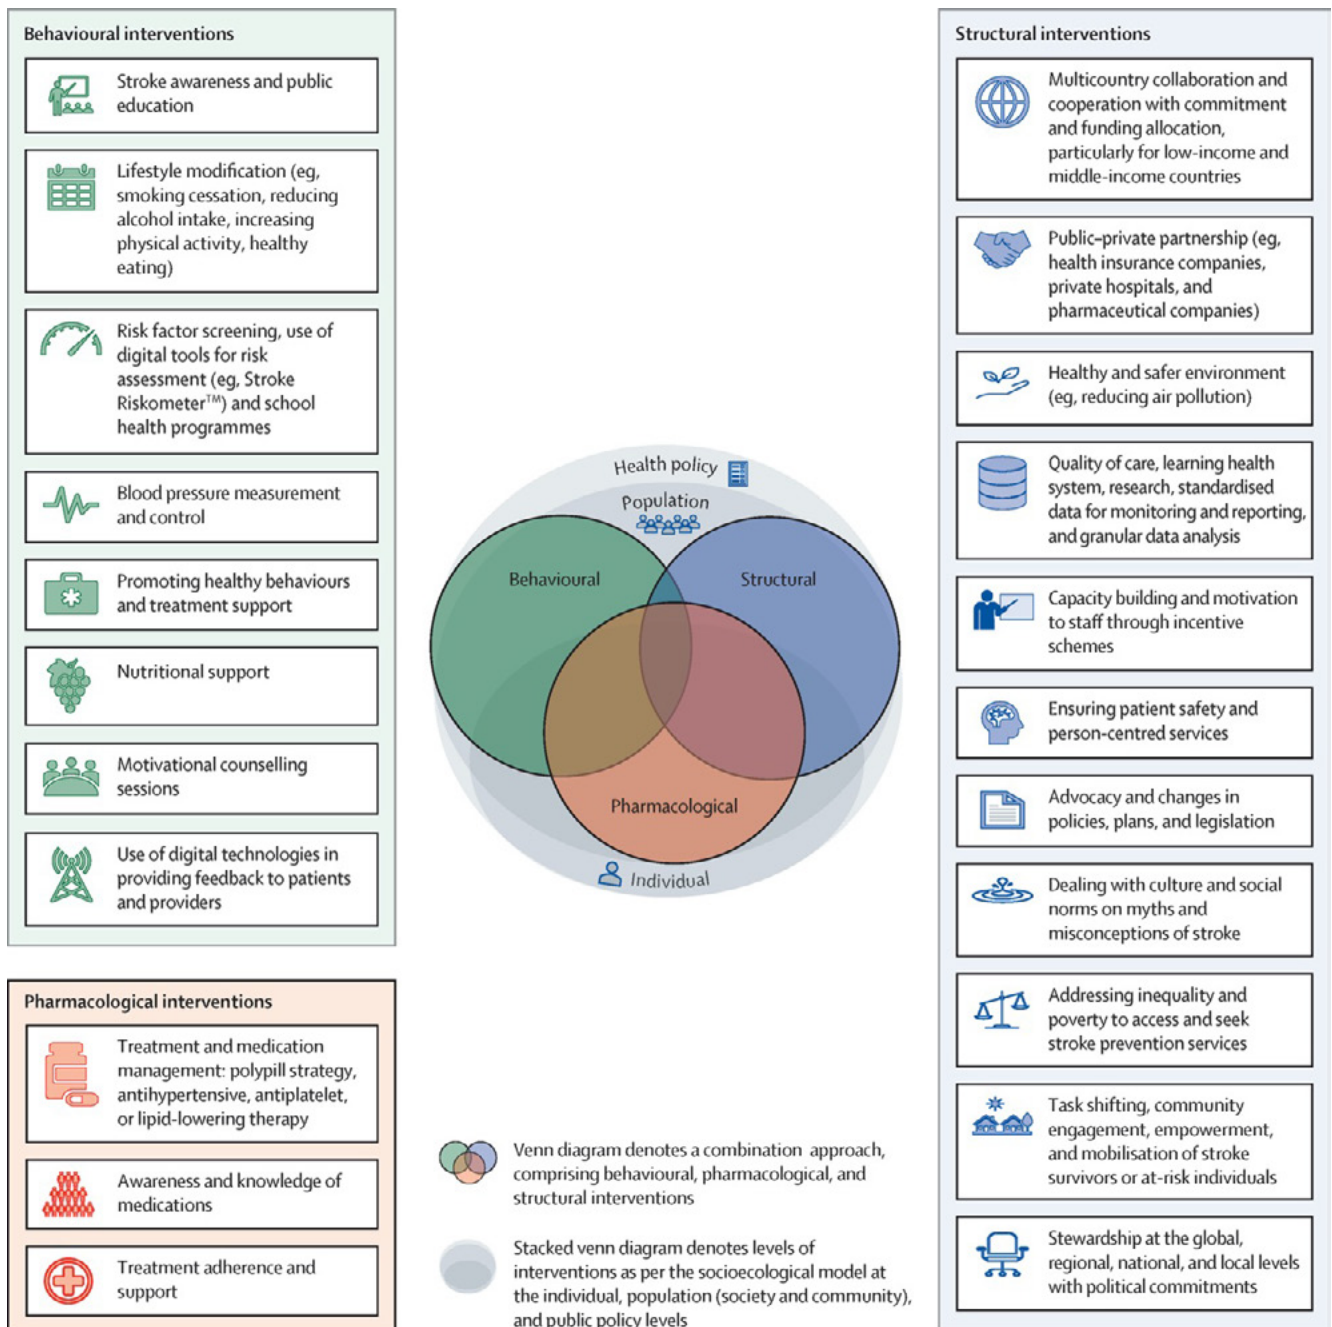 Behavioural interventions
Stroke awareness and public
education
Lifestyle modification (eg,
smoking cessation, reducing
alcohol intake, increasing
physical activity, healthy
eating)
Risk factor screening, use of
digital tools for risk
assessment (eg, Stroke
Riskometer™) and school
health programmes
Blood pressure measurement
and control
Promoting healthy behaviours
and treatment support
Nutritional support
Motivational counselling
sessions
Use of digital technologies in
providing feedback to patients
and providers
Pharmacological interventions
Treatment and medication
management: polypill strategy,
antihypertensive, antiplatelet,
or lipid-lowering therapy
Awareness and knowledge of
medications
Treatment adherence and
support
Health policy
Population
Behavioural
Structural
Pharmacological
Individual
Venn diagram denotes a combination approach,
comprising behavioural, pharmacological, and
structural interventions
Stacked venn diagram denotes levels of
interventions as per the socioecological model at
the individual, population (society and community),
and public policy levels
Structural interventions
Multicountry collaboration and
cooperation with commitment
and funding allocation,
particularly for low-income and
middle-income countries
Public–private partnership (eg,
health insurance companies,
private hospitals, and
pharmaceutical companies)
Healthy and safer environment
(eg, reducing air pollution)
Quality of care, learning health
system, research, standardised
data for monitoring and reporting,
and granular data analysis
Capacity building and motivation
to staff through incentive
schemes
Ensuring patient safety and
person-centred services
Advocacy and changes in
policies, plans, and legislation
Dealing with culture and social
norms on myths and
misconceptions of stroke
Addressing inequality and
poverty to access and seek
stroke prevention services
Task shifting, community
engagement, empowerment,
and mobilisation of stroke
survivors or at-risk individuals
Stewardship at the global,
regional, national, and local levels
with political commitments